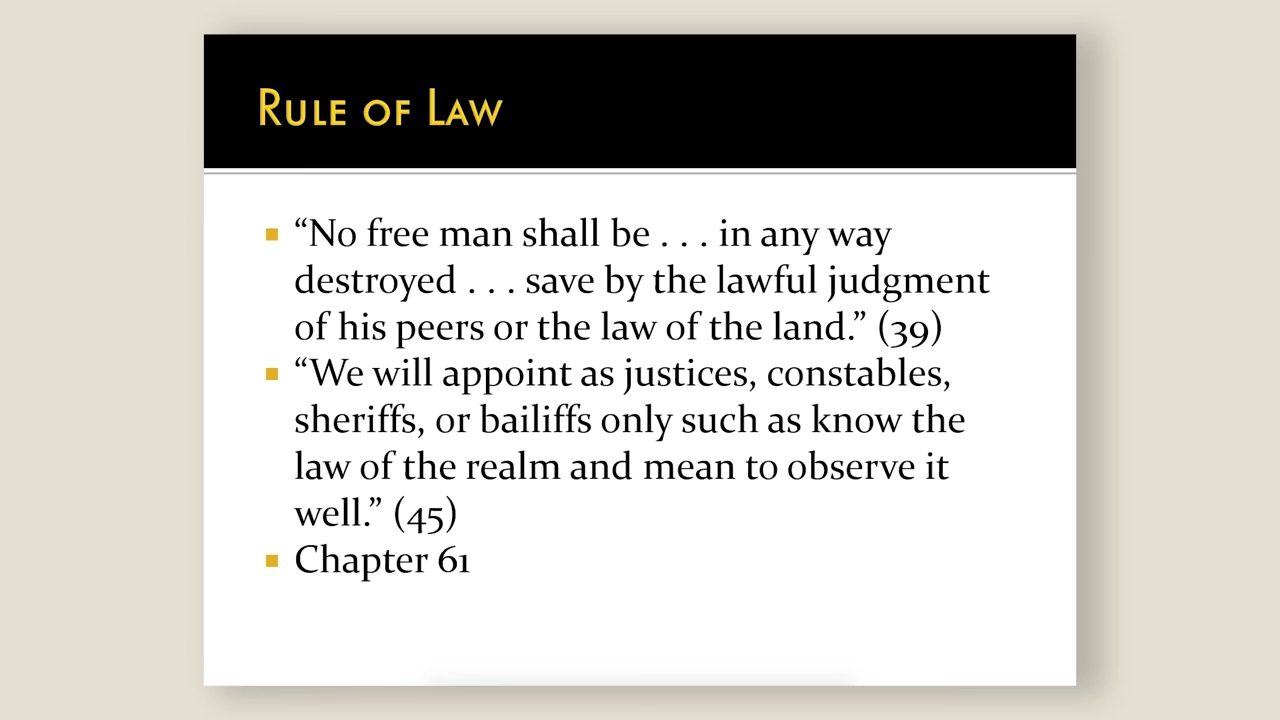 Rule of Law
“No free man shall be . . . in any way
destroyed . . . save by the lawful judgment
of his peers or the law of the land.” (39)
“We will appoint as justices, constables,
sheriffs, or bailiffs only such as know the
law of the realm and mean to observe it
well.” (45)
Chapter 61